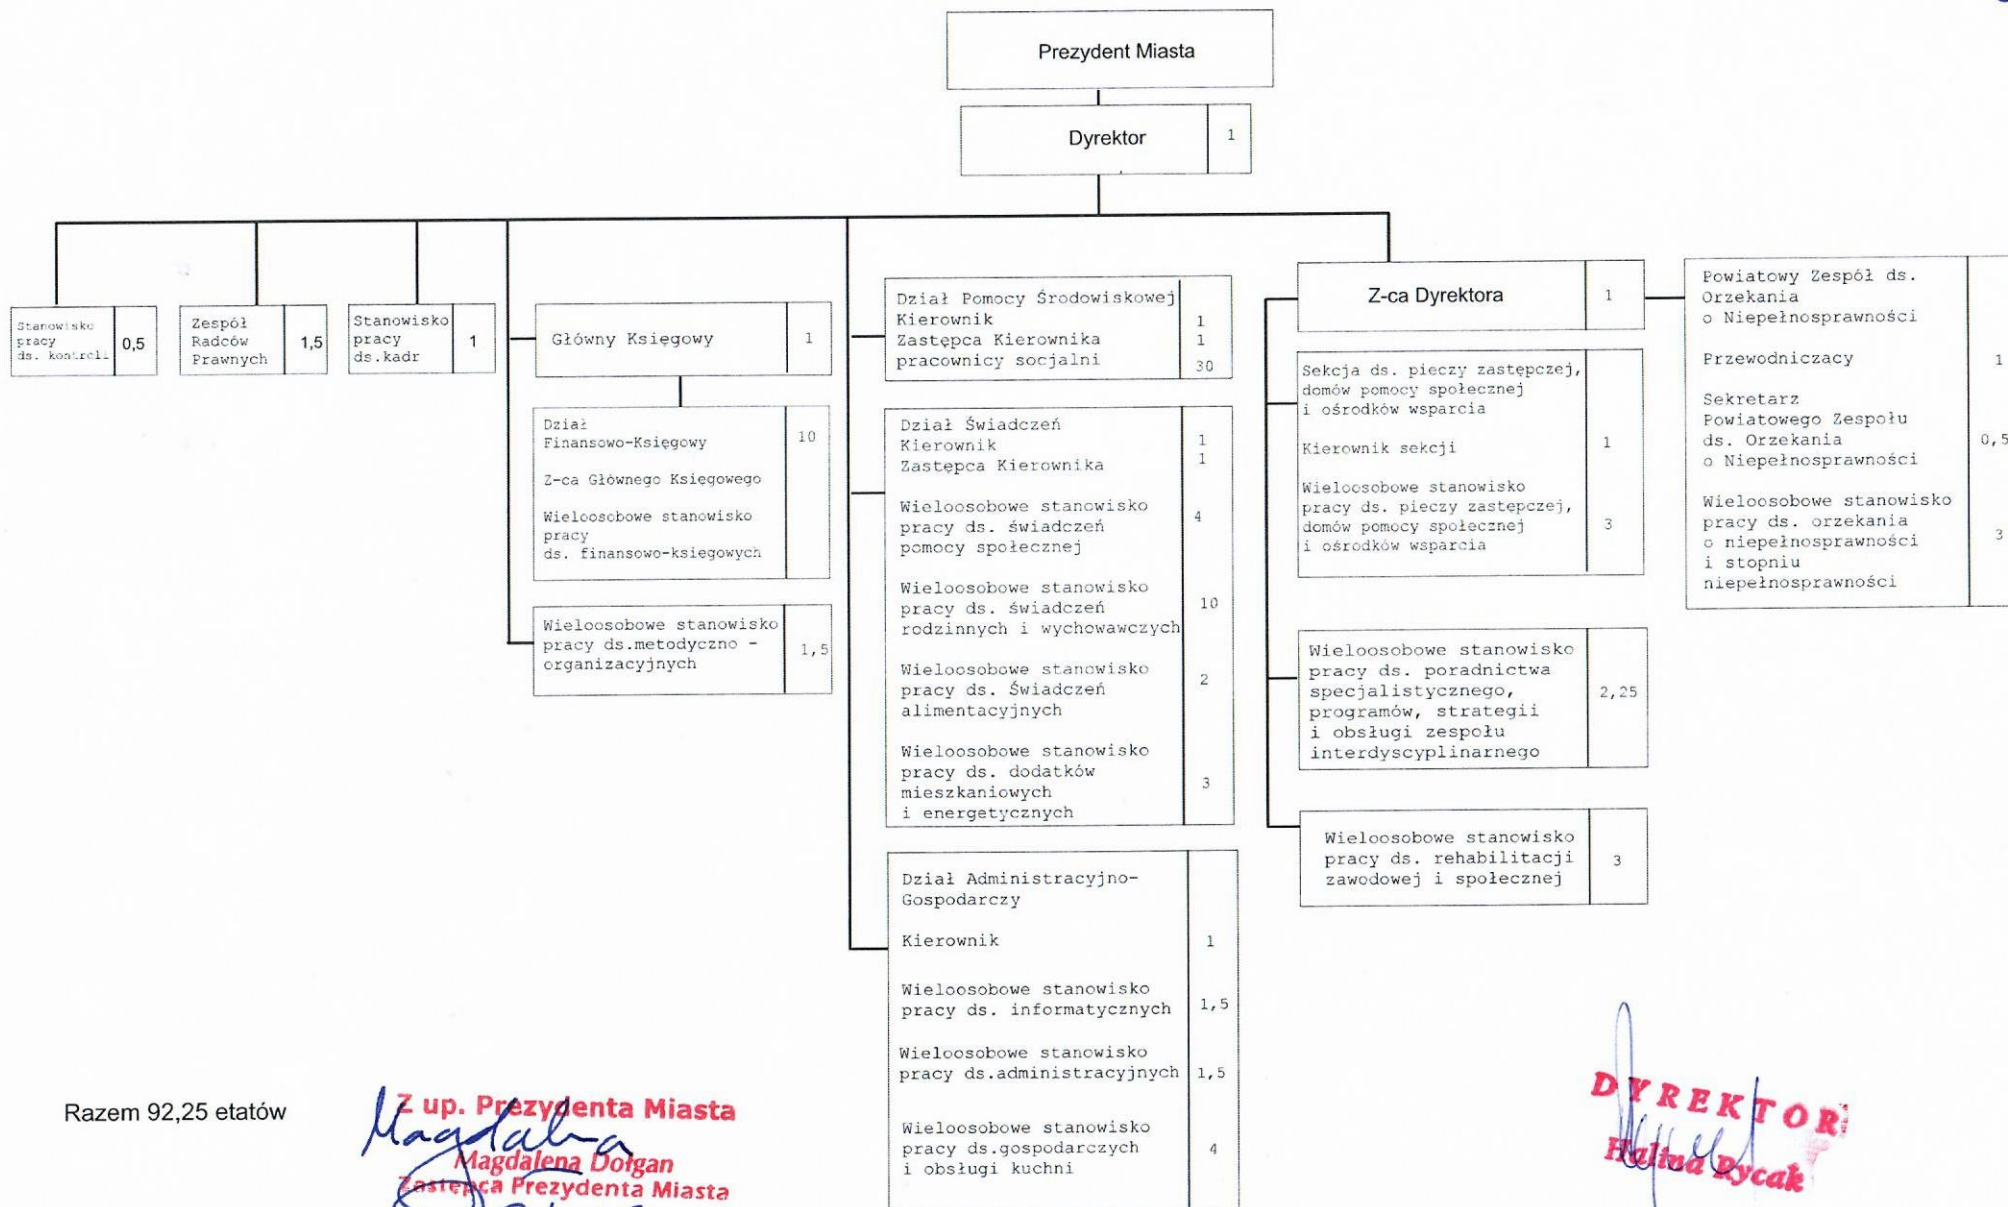 Prezydent Miasta
Dyrektor 1
Stanowisko
pracy
ds. kontroli
0,5
Zespół
Radców
Prawnych
1,5
Stanowisko
pracy
ds.kadr
1
Główny Księgowy 1
Dział
Finansowo-Księgowy 10
Z-ca Głównego Księgowego
Wieloosobowe stanowisko
pracy
ds. finansowo-księgowych
Wieloosobowe stanowisko
pracy ds.metodyczno -
organizacyjnych
1,5
Dział Pomocy Środowiskowej
Kierownik 1
Zastępca Kierownika 1
pracownicy socjalni 30
Dział Świadczeń
Kierownik 1
Zastępca Kierownika 1
Wieloosobowe stanowisko
pracy ds. świadczeń 4
pomocy społecznej
Wieloosobowe stanowisko
pracy ds. świadczeń 10
rodzinnych i wychowawczych
Wieloosobowe stanowisko
pracy ds. Świadczeń 2
alimentacyjnych
Wieloosobowe stanowisko
pracy ds. dodatków
mieszkaniowych 3
i energetycznych
Dział Administracyjno-
Gospodarczy
Kierownik 1
Wieloosobowe stanowisko
pracy ds. informatycznych 1,5
Wieloosobowe stanowisko
pracy ds.administracyjnych 1,5
Wieloosobowe stanowisko
pracy ds.gospodarczych 4
i obsługi kuchni
Z-ca Dyrektora 1
Sekcja ds. pieczy zastępczej,
domów pomocy społecznej
i ośrodków wsparcia
Kierownik sekcji 1
Wieloosobowe stanowisko
pracy ds. pieczy zastępczej,
domów pomocy społecznej 3
i ośrodków wsparcia
Wieloosobowe stanowisko
pracy ds. poradnictwa
specjalistycznego, 2,25
programów, strategii
i obsługi zespołu
interdyscyplinarnego
Wieloosobowe stanowisko
pracy ds. rehabilitacji 3
zawodowej i społecznej
Powiatowy Zespół ds.
Orzekania
o Niepełnosprawności
Przewodniczacy 1
Sekretarz
Powiatowego Zespołu
ds. Orzekania 0,5
o Niepełnosprawności
Wieloosobowe stanowisko
pracy ds. orzekania
o niepełnosprawności 3
i stopniu
niepełnosprawności
Razem 92,25 etatów
Z up. Prezydenta Miasta
Magdalena
Magdalena Dołgan
Zastępca Prezydenta Miasta
DYREKTOR
Halina Rycak